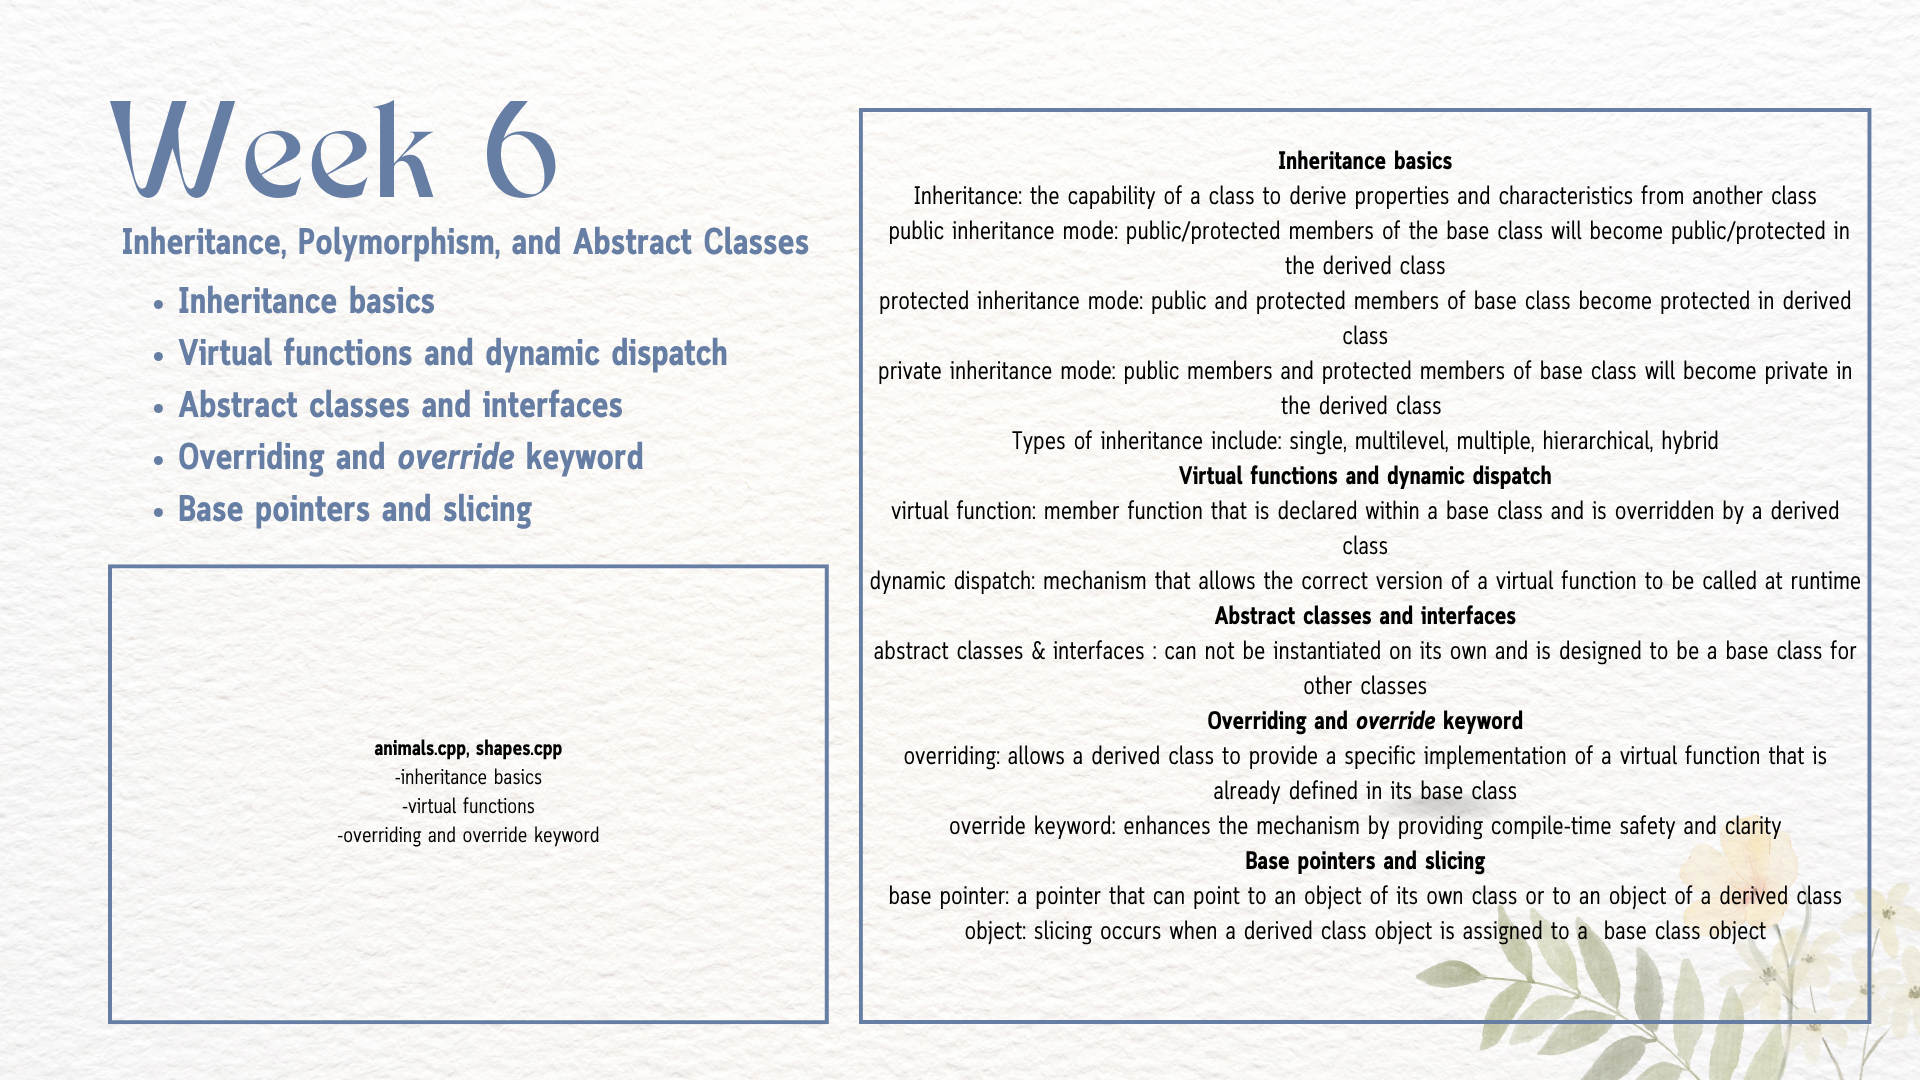 Week 6
Inheritance, Polymorphism, and Abstract Classes
• Inheritance basics
• Virtual functions and dynamic dispatch
• Abstract classes and interfaces
• Overriding and override keyword
• Base pointers and slicing
animals.cpp, shapes.cpp
-inheritance basics
-virtual functions
-overriding and override keyword
Inheritance basics
Inheritance: the capability of a class to derive properties and characteristics from another class
public inheritance mode: public/protected members of the base class will become public/protected in
the derived class
protected inheritance mode: public and protected members of base class become protected in derived
class
private inheritance mode: public members and protected members of base class will become private in
the derived class
Types of inheritance include: single, multilevel, multiple, hierarchical, hybrid
Virtual functions and dynamic dispatch
virtual function: member function that is declared within a base class and is overridden by a derived
class
dynamic dispatch: mechanism that allows the correct version of a virtual function to be called at runtime
Abstract classes and interfaces
abstract classes & interfaces : can not be instantiated on its own and is designed to be a base class for
other classes
Overriding and override keyword
overriding: allows a derived class to provide a specific implementation of a virtual function that is
already defined in its base class
override keyword: enhances the mechanism by providing compile-time safety and clarity
Base pointers and slicing
base pointer: a pointer that can point to an object of its own class or to an object of a derived class
object: slicing occurs when a derived class object is assigned to a  base class object